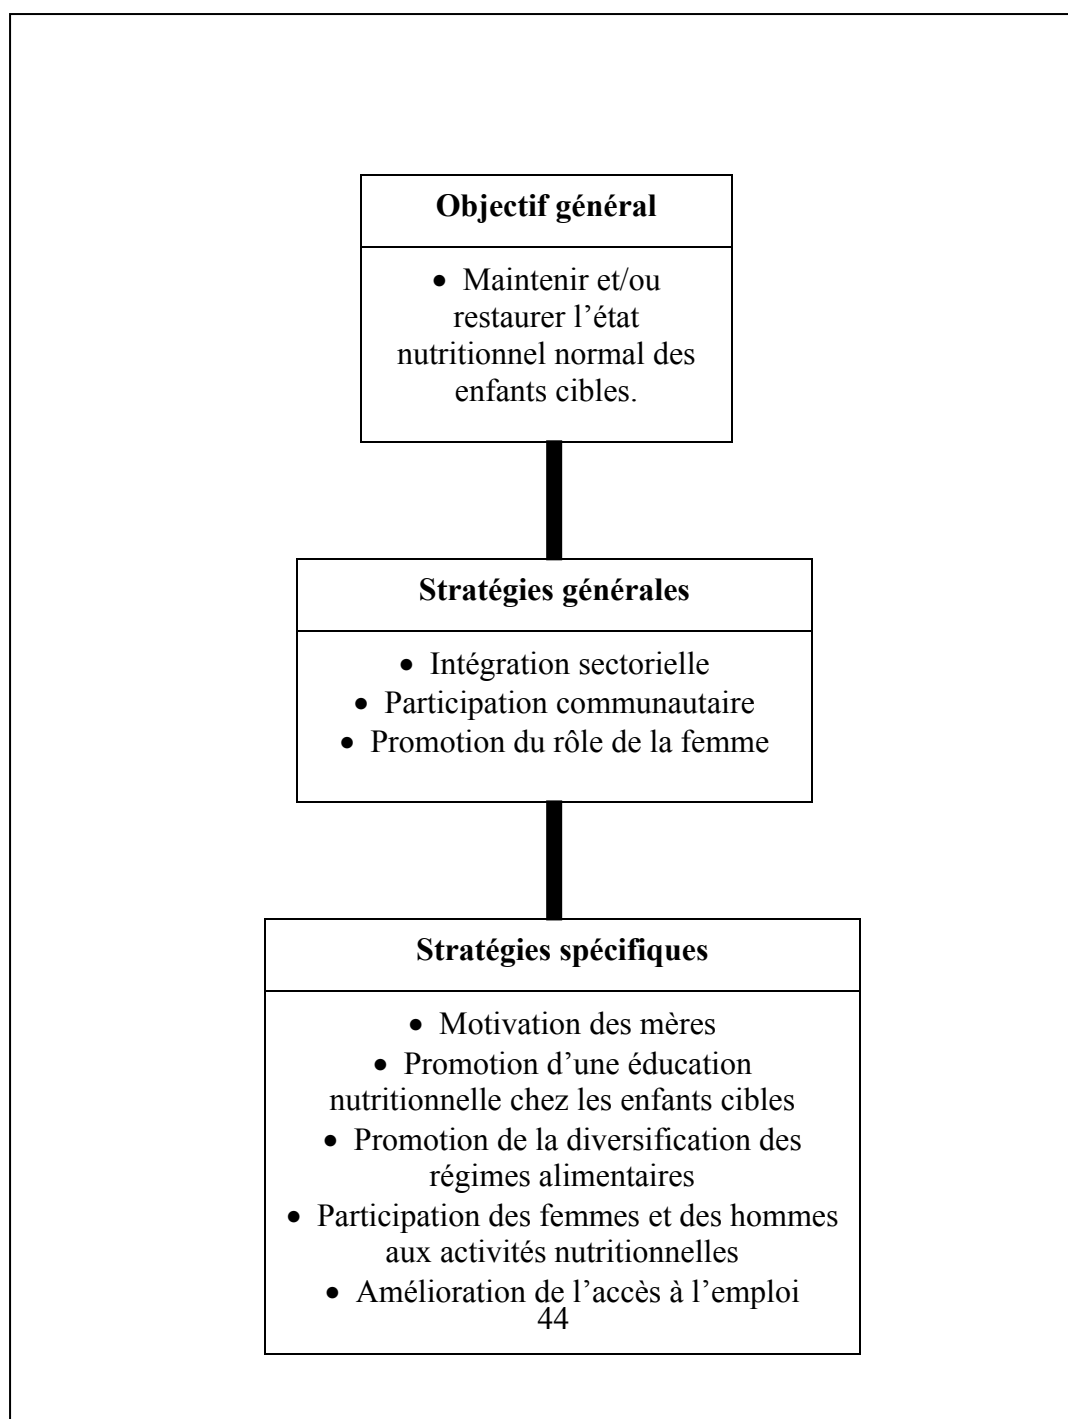 Objectif général
• Maintenir et/ou
restaurer l’état
nutritionnel normal des
enfants cibles.
Stratégies générales
• Intégration sectorielle
• Participation communautaire
• Promotion du rôle de la femme
Stratégies spécifiques
• Motivation des mères
• Promotion d’une éducation
nutritionnelle chez les enfants cibles
• Promotion de la diversification des
régimes alimentaires
• Participation des femmes et des hommes
aux activités nutritionnelles
• Amélioration de l’accès à l’emploi
44